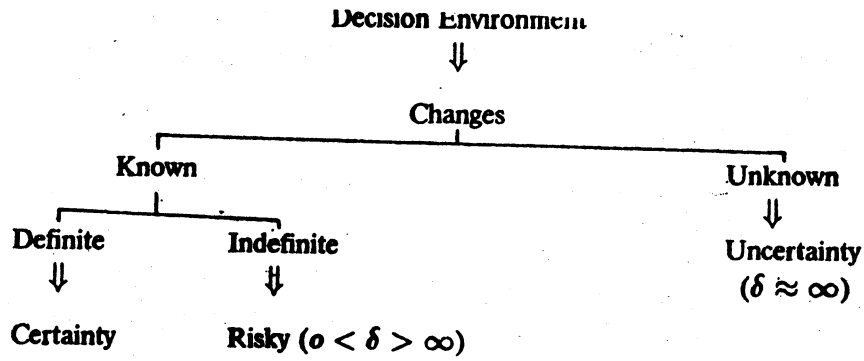 Decision Environment
⇓
Changes
Known
Unknown
⇓
Definite
Indefinite
Uncertainty
⇓
⇓
(δ ≈ ∞)
Certainty
Risky (o < δ > ∞)